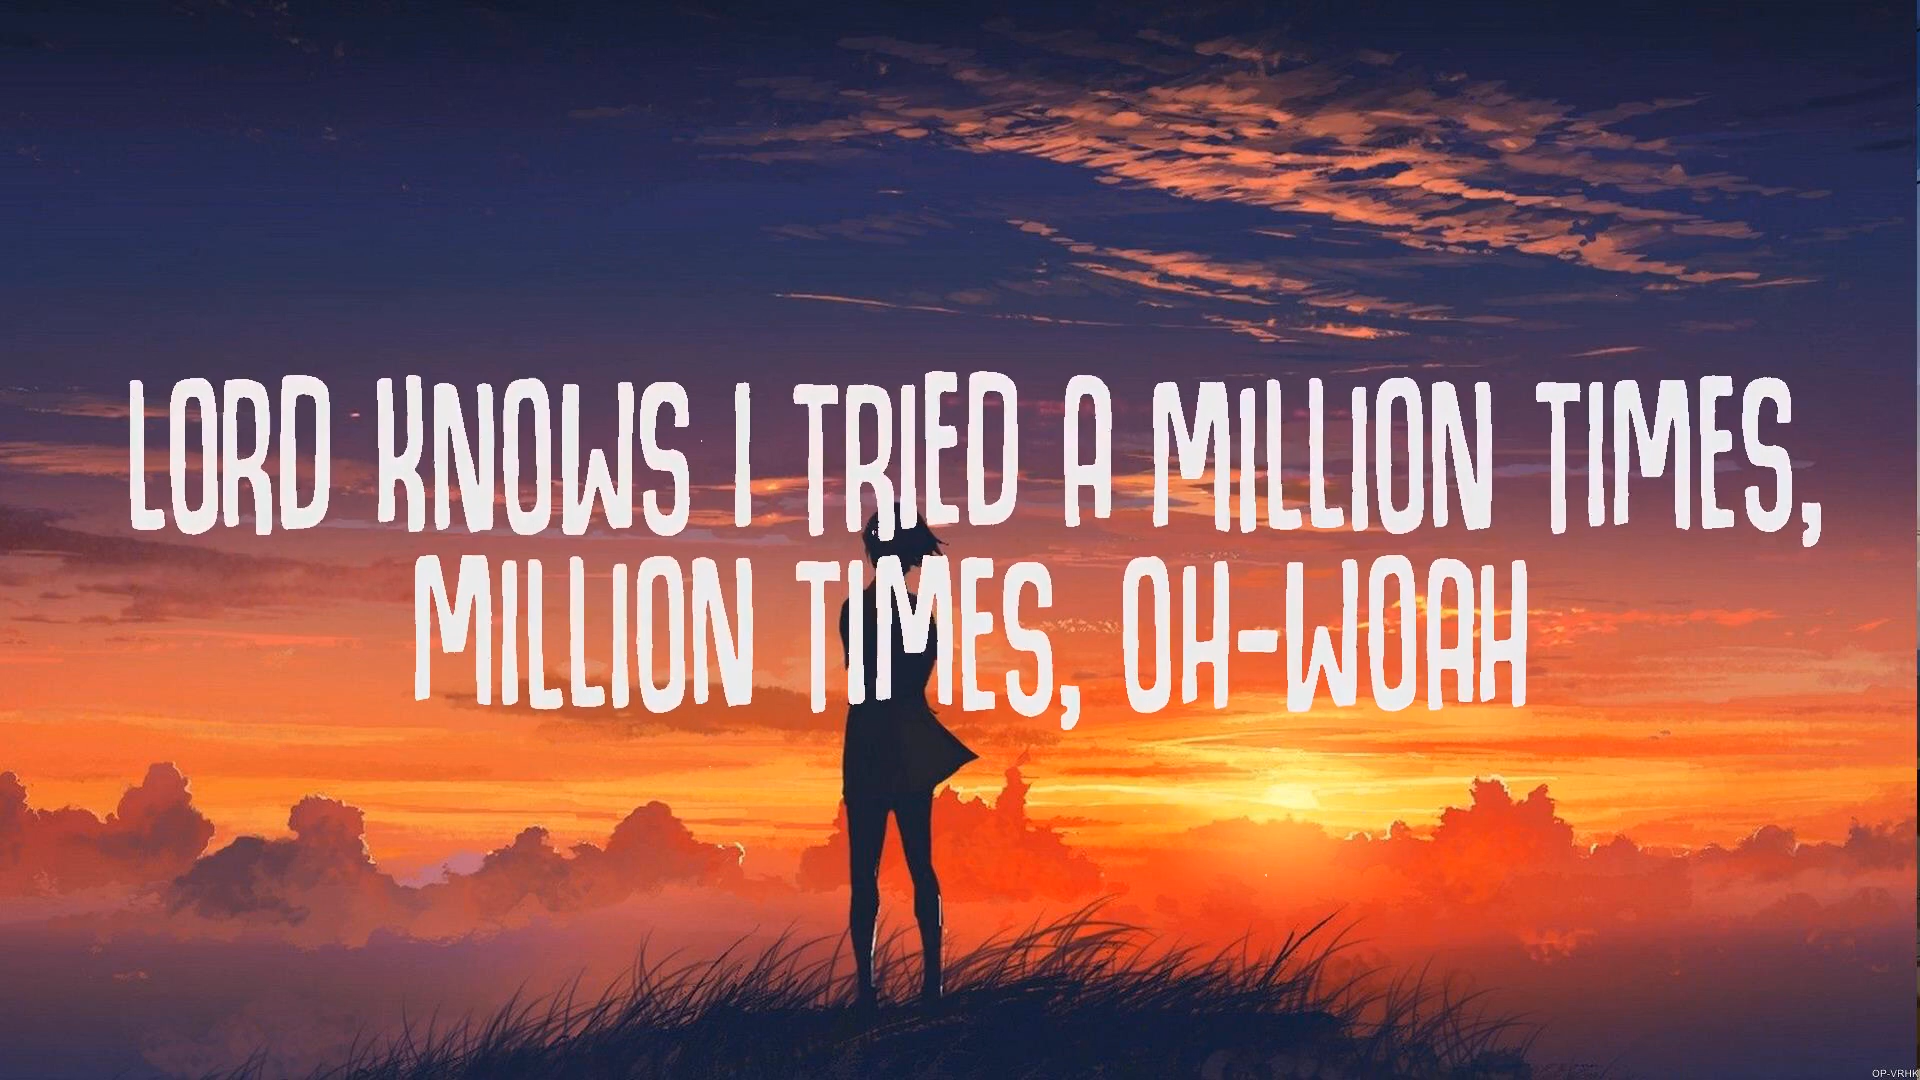 LORD KNOWS I TRIED A MILLION TIMES,
MILLION TIMES, OH-WOAH
OP-VRHK